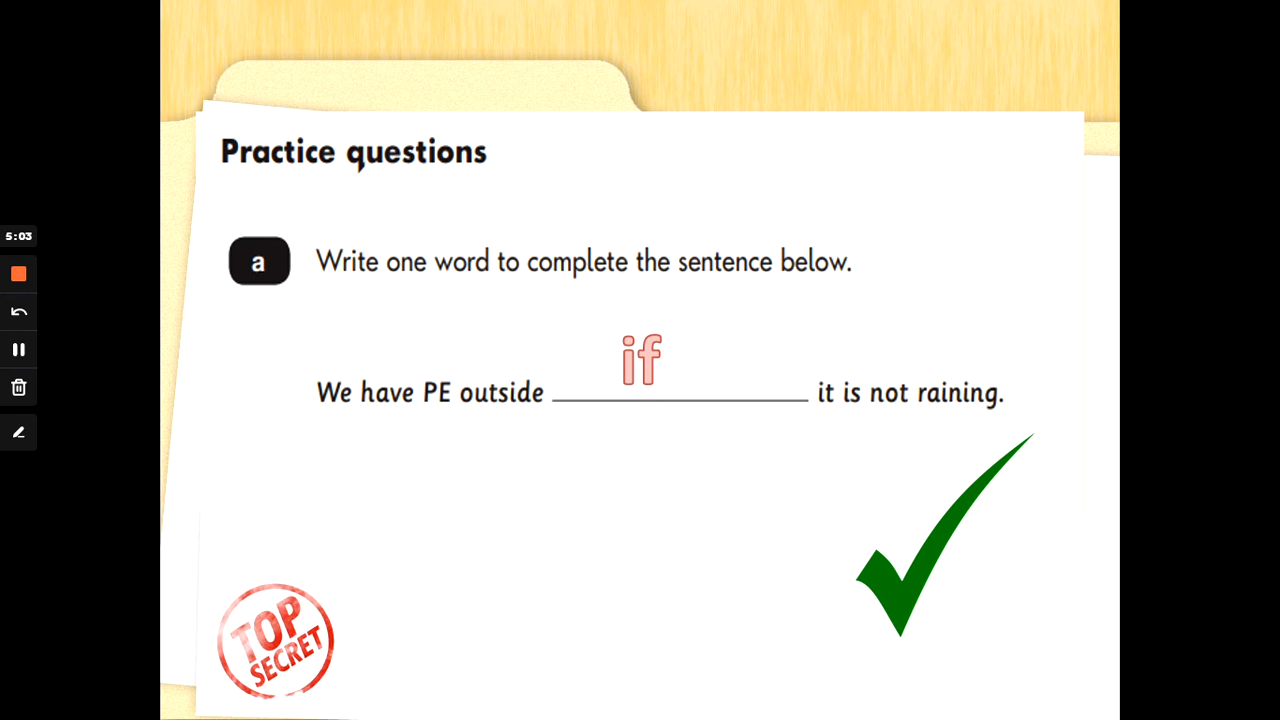 Practice questions
5:03
a Write one word to complete the sentence below.
if
We have PE outside ____________ it is not raining.
TOP
SECRET